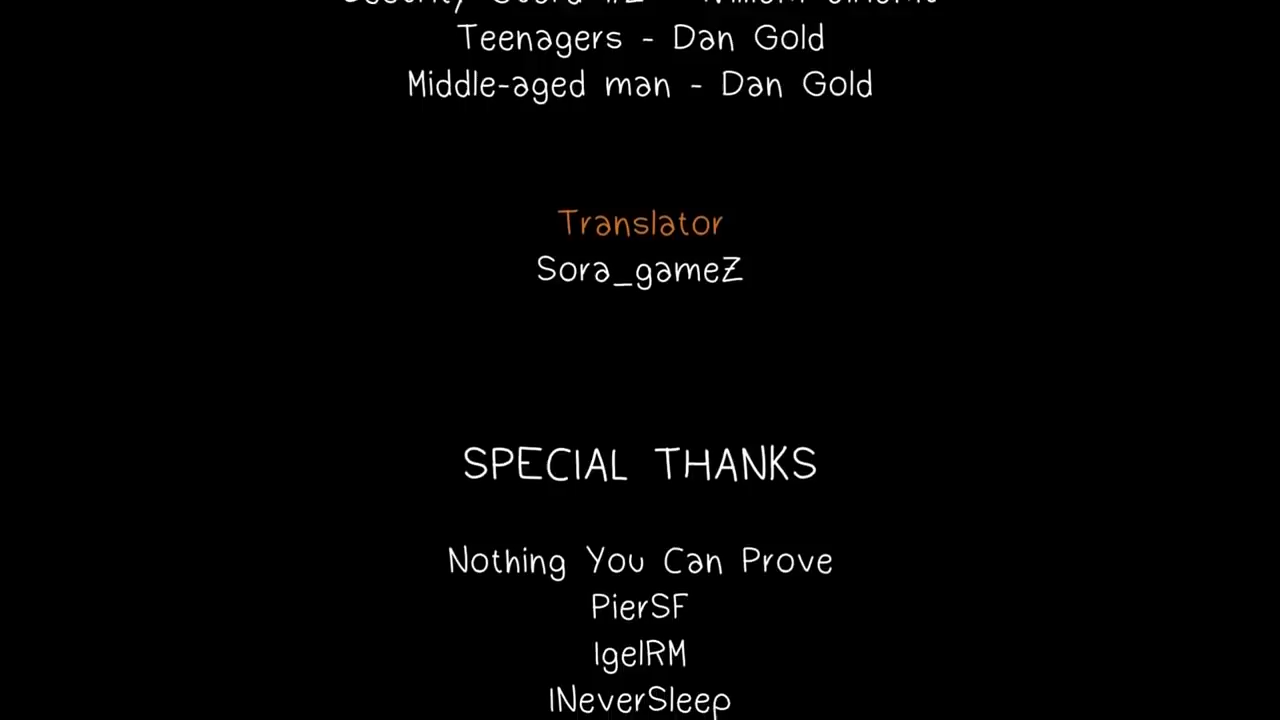 Teenagers - Dan Gold
Middle-aged man - Dan Gold
Translator
Sora_gameZ
SPECIAL THANKS
Nothing You Can Prove
PierSF
IgelRM
INeverSleep